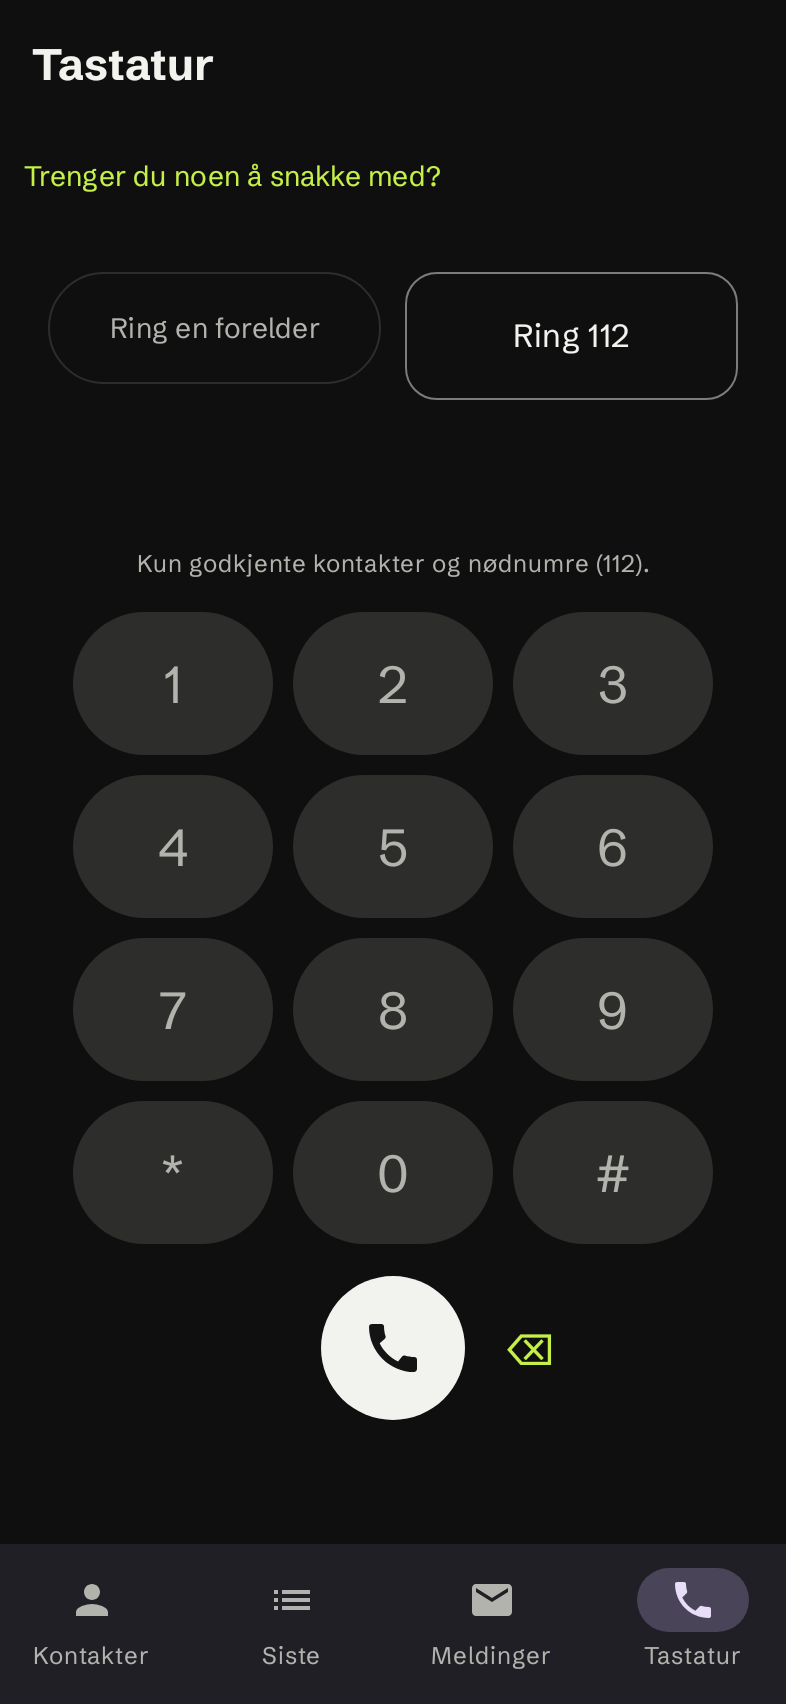 Tastatur
Trenger du noen å snakke med?
Ring en forelder
Ring 112
Kun godkjente kontakter og nødnumre (112).
1 2 3
4 5 6
7 8 9
* 0 #
Kontakter Siste Meldinger Tastatur